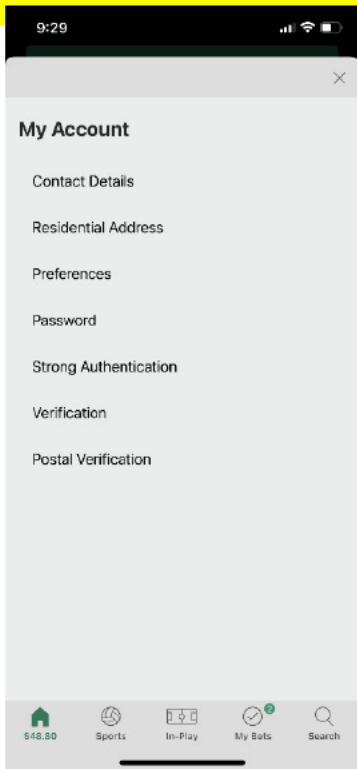 9:29
My Account
Contact Details
Residential Address
Preferences
Password
Strong Authentication
Verification
Postal Verification
2
$48.80
Sports
In-Play
My Bets
Search